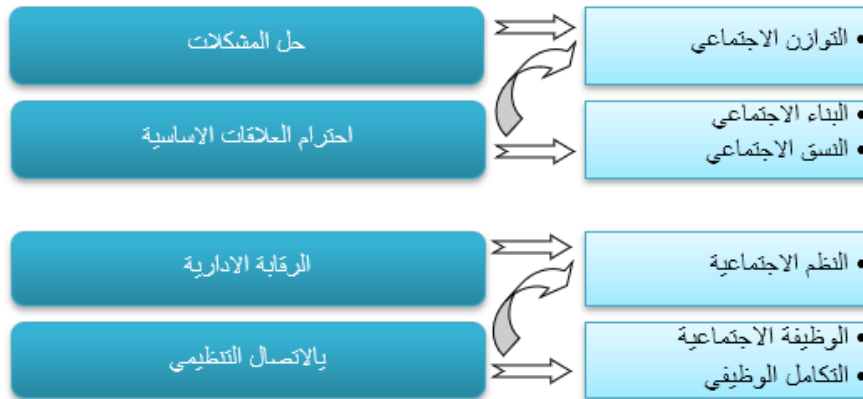 التوازن الاجتماعي
حل المشكلات
البناء الاجتماعي
النسق الاجتماعي
احترام العلاقات الاساسية
النظم الاجتماعية
الرقابة الادارية
الوظيفة الاجتماعية
التكامل الوظيفي
يالاتصال التنظيمي